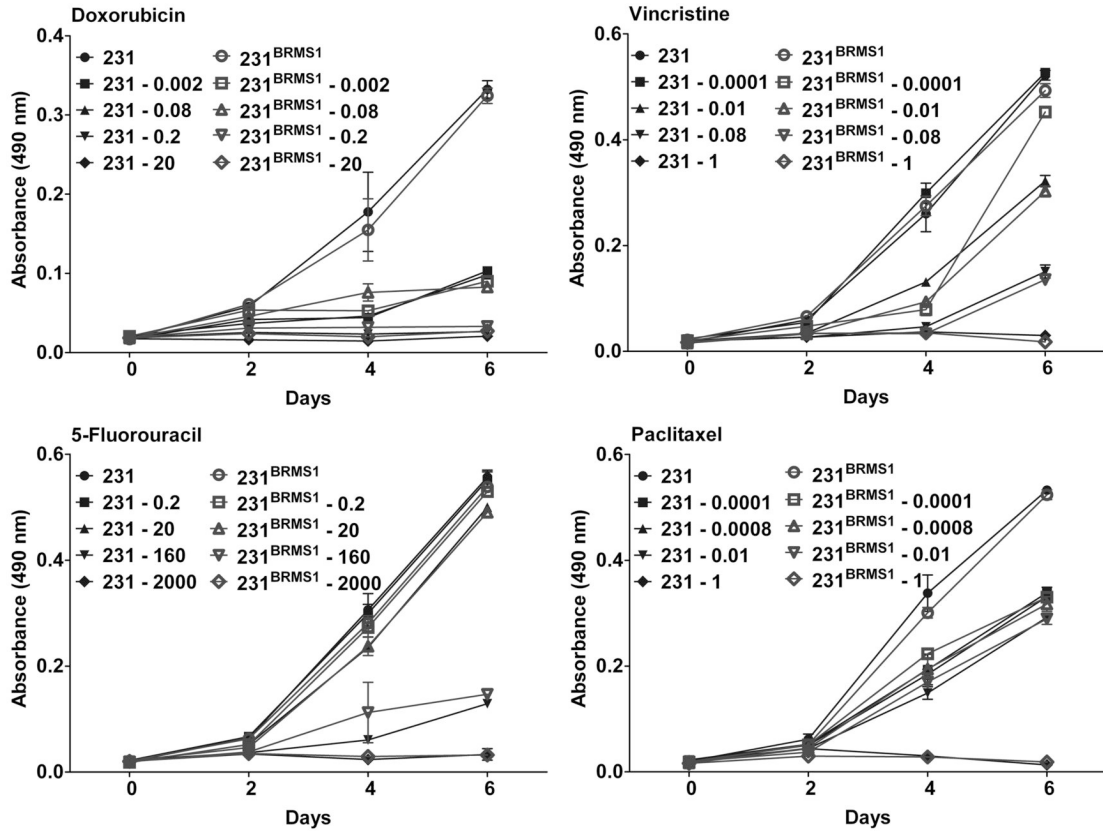 Doxorubicin
0.4
0.3
0.2
0.1
0.0
Absorbance (490 nm)
231
231 - 0.002
231 - 0.08
231 - 0.2
231 - 20
231BRMS1
231BRMS1 - 0.002
231BRMS1 - 0.08
231BRMS1 - 0.2
231BRMS1 - 20
0 2 4 6
Days
Vincristine
0.6
0.4
0.2
0.0
Absorbance (490 nm)
231
231 - 0.0001
231 - 0.01
231 - 0.08
231 - 1
231BRMS1
231BRMS1 - 0.0001
231BRMS1 - 0.01
231BRMS1 - 0.08
231BRMS1 - 1
0 2 4 6
Days
5-Fluorouracil
0.6
0.4
0.2
0.0
Absorbance (490 nm)
231
231 - 0.2
231 - 20
231 - 160
231 - 2000
231BRMS1
231BRMS1 - 0.2
231BRMS1 - 20
231BRMS1 - 160
231BRMS1 - 2000
0 2 4 6
Days
Paclitaxel
0.6
0.4
0.2
0.0
Absorbance (490 nm)
231
231 - 0.0001
231 - 0.0008
231 - 0.01
231 - 1
231BRMS1
231BRMS1 - 0.0001
231BRMS1 - 0.0008
231BRMS1 - 0.01
231BRMS1 - 1
0 2 4 6
Days